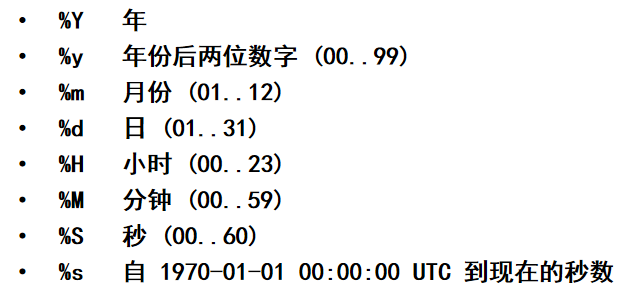 • %Y 年
• %y 年份后两位数字 (00..99)
• %m 月份 (01..12)
• %d 日 (01..31)
• %H 小时 (00..23)
• %M 分钟 (00..59)
• %S 秒 (00..60)
• %s 自 1970-01-01 00:00:00 UTC 到现在的秒数